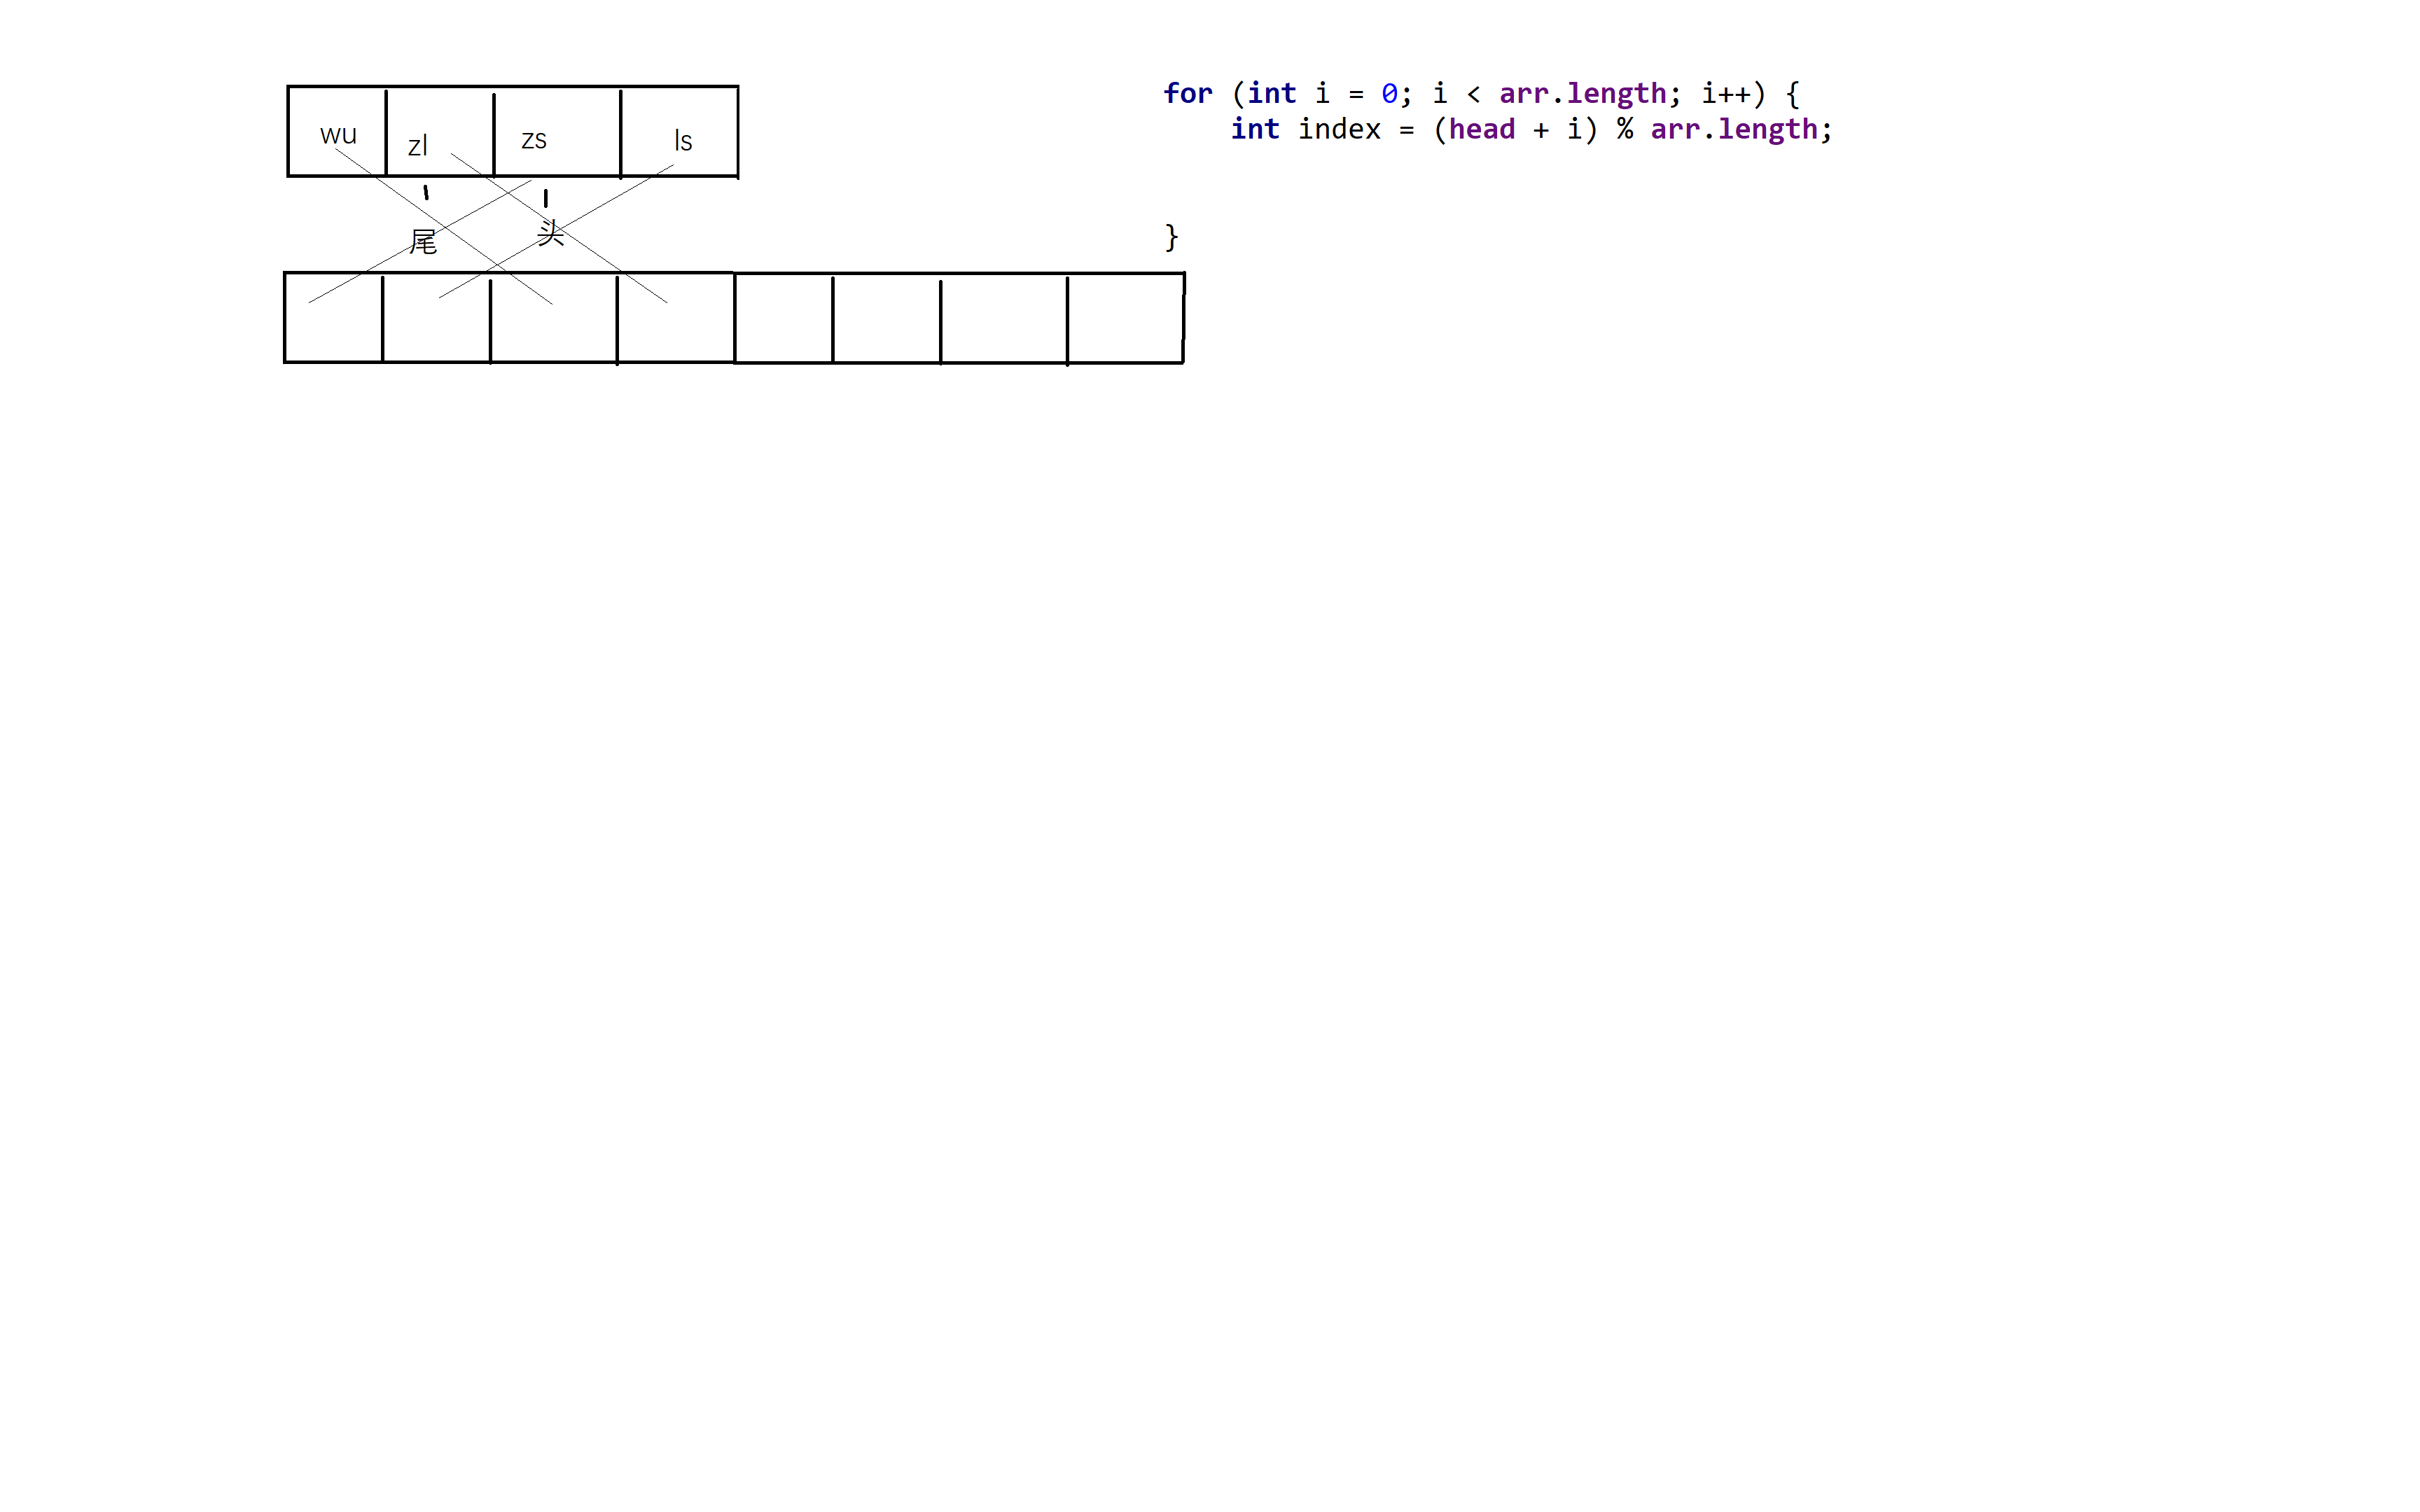 wu zl zs ls
尾 头
for (int i = 0; i < arr.length; i++) {
    int index = (head + i) % arr.length;
}